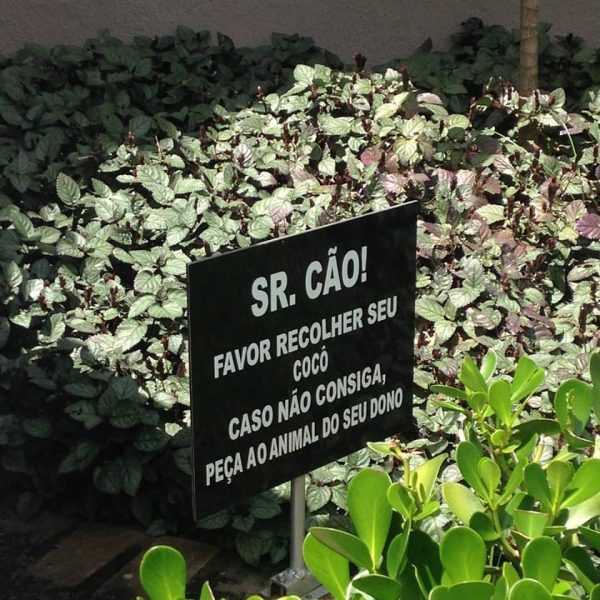 SR. CÃO!
FAVOR RECOLHER SEU
COCÔ
CASO NÃO CONSIGA,
PEÇA AO ANIMAL DO SEU DONO